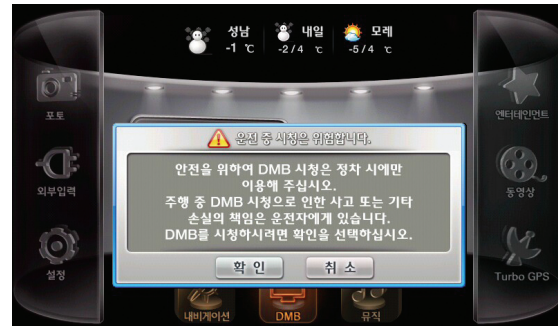 성남
-1 ℃
내일
-2/4 ℃
모레
-5/4 ℃
포토
엔터테인먼트
운전 중 시청은 위험합니다.
안전을 위하여 DMB 시청은 정차 시에만
이용해 주십시오.
주행 중 DMB 시청으로 인한 사고 또는 기타
손실의 책임은 운전자에게 있습니다.
DMB를 시청하시려면 확인을 선택하십시오.
확 인
취 소
외부입력
동영상
설정
Turbo GPS
내비게이션
DMB
뮤직